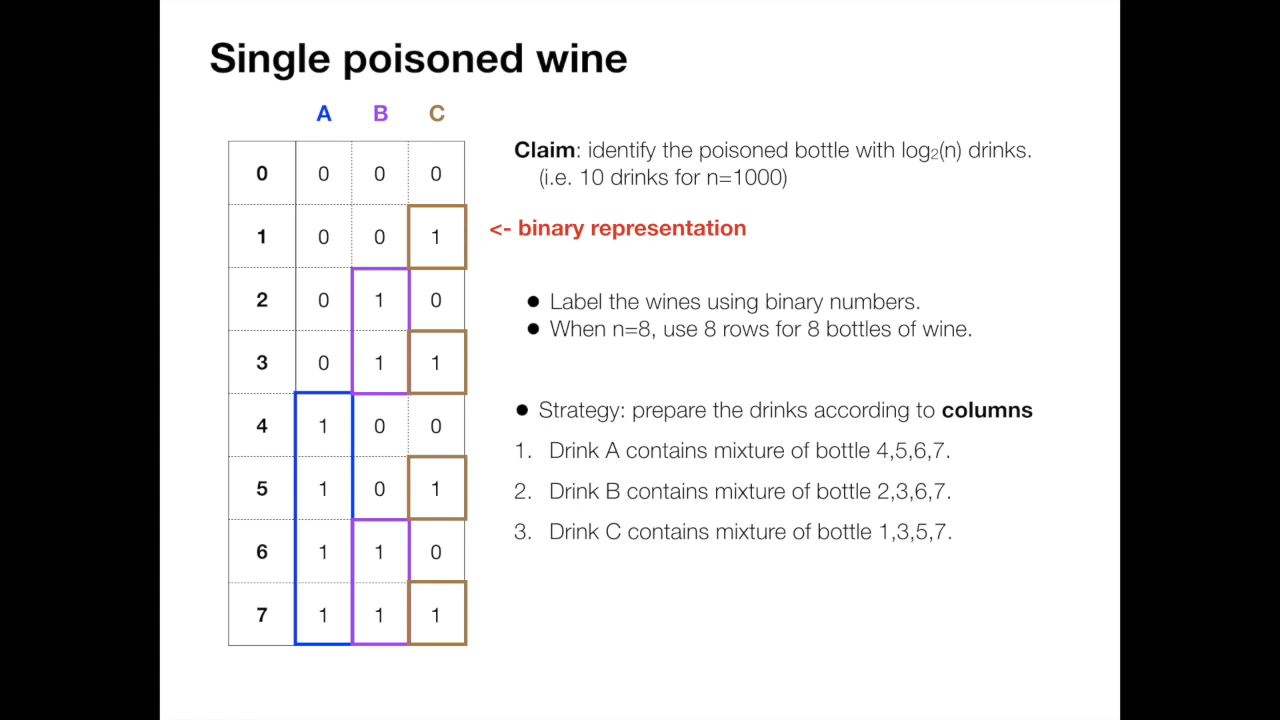 Single poisoned wine
A B C
0 0 0 0
1 0 0 1
2 0 1 0
3 0 1 1
4 1 0 0
5 1 0 1
6 1 1 0
7 1 1 1
Claim: identify the poisoned bottle with log₂(n) drinks.
(i.e. 10 drinks for n=1000)
<- binary representation
● Label the wines using binary numbers.
● When n=8, use 8 rows for 8 bottles of wine.
● Strategy: prepare the drinks according to columns
1. Drink A contains mixture of bottle 4,5,6,7.
2. Drink B contains mixture of bottle 2,3,6,7.
3. Drink C contains mixture of bottle 1,3,5,7.